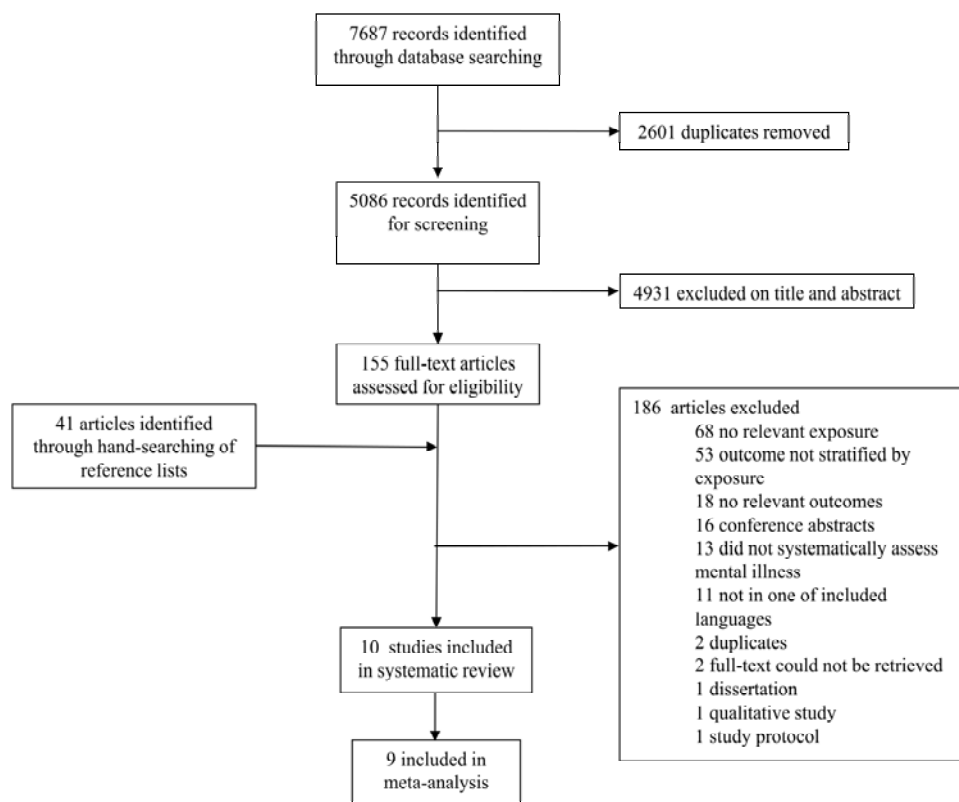 7687 records identified
through database searching
2601 duplicates removed
5086 records identified
for screening
4931 excluded on title and abstract
155 full-text articles
assessed for eligibility
41 articles identified
through hand-searching of
reference lists
186 articles excluded
68 no relevant exposure
53 outcome not stratified by
exposure
18 no relevant outcomes
16 conference abstracts
13 did not systematically assess
mental illness
11 not in one of included
languages
2 duplicates
2 full-text could not be retrieved
1 dissertation
1 qualitative study
1 study protocol
10 studies included
in systematic review
9 included in
meta-analysis